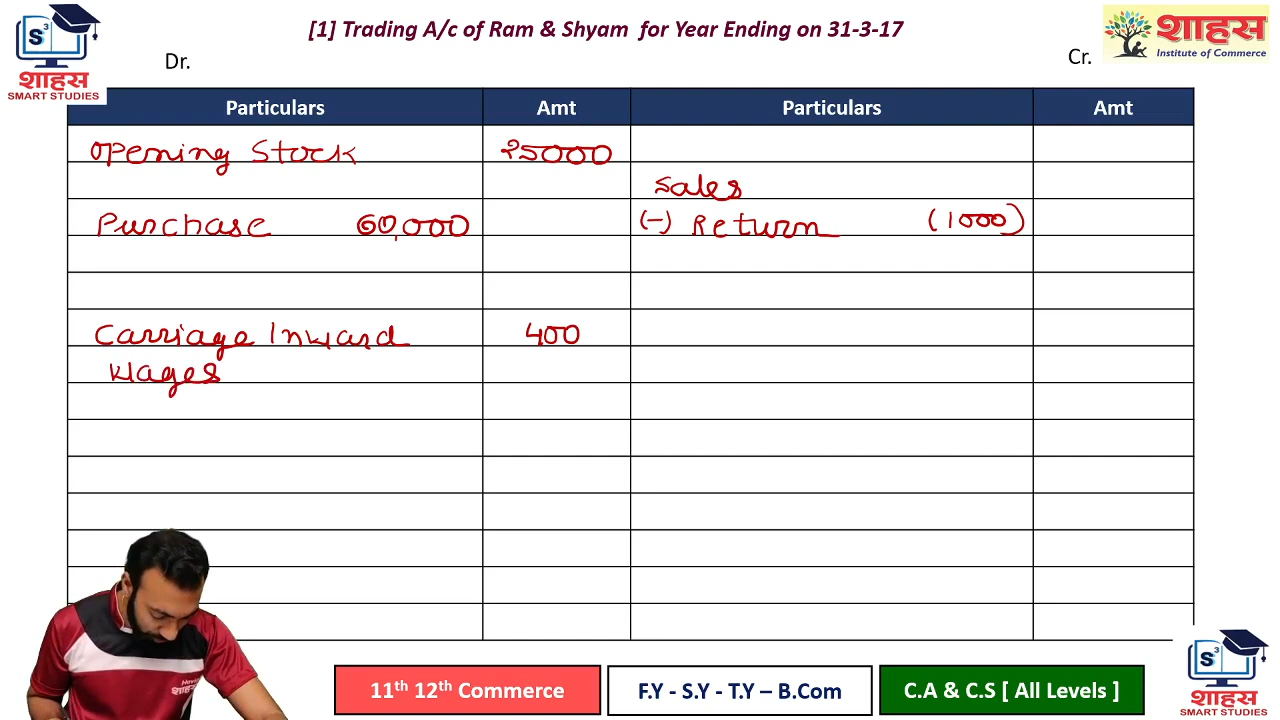 [1] Trading A/c of Ram & Shyam for Year Ending on 31-3-17
S³
शाहस
SMART STUDIES
शाहस
Institute of Commerce
Dr.
Cr.
Particulars Amt Particulars Amt
Opening Stock 25000
Sales
Purchase 60,000 (-) Return (1000)
Carriage Inward 400
Wages
शाहस
11th 12th Commerce
F.Y - S.Y - T.Y – B.Com
C.A & C.S [ All Levels ]
S³
शाहस
SMART STUDIES